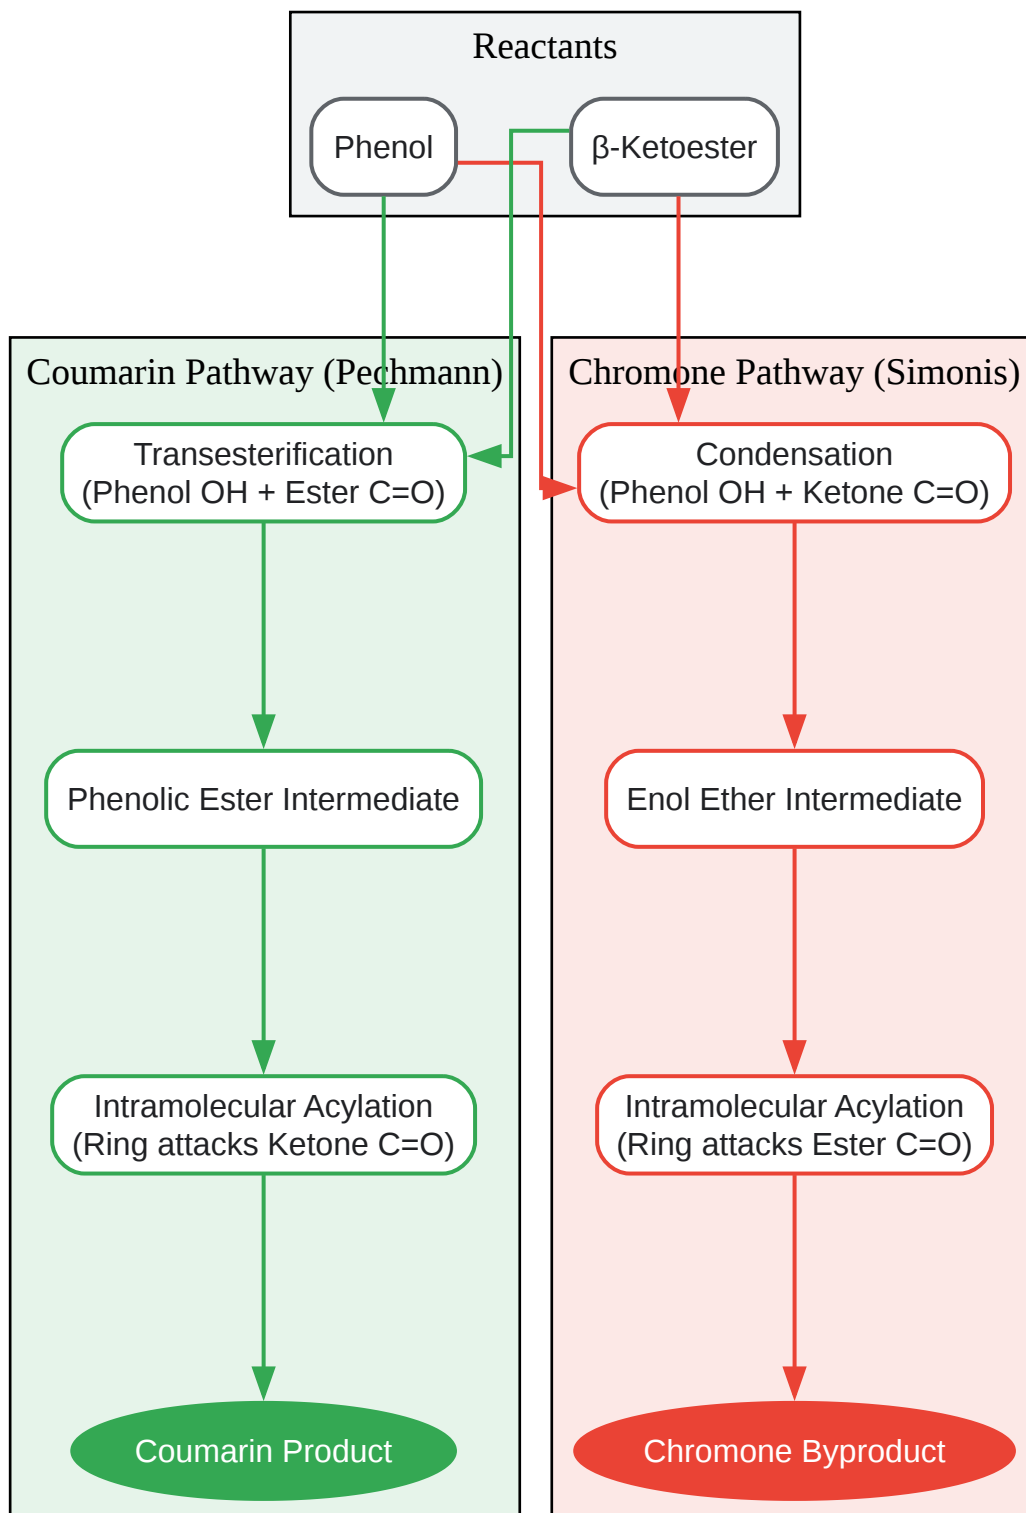 Reactants
Phenol
β-Ketoester
Coumarin Pathway (Pechmann)
Transesterification
(Phenol OH + Ester C=O)
Phenolic Ester Intermediate
Intramolecular Acylation
(Ring attacks Ketone C=O)
Coumarin Product
Chromone Pathway (Simonis)
Condensation
(Phenol OH + Ketone C=O)
Enol Ether Intermediate
Intramolecular Acylation
(Ring attacks Ester C=O)
Chromone Byproduct